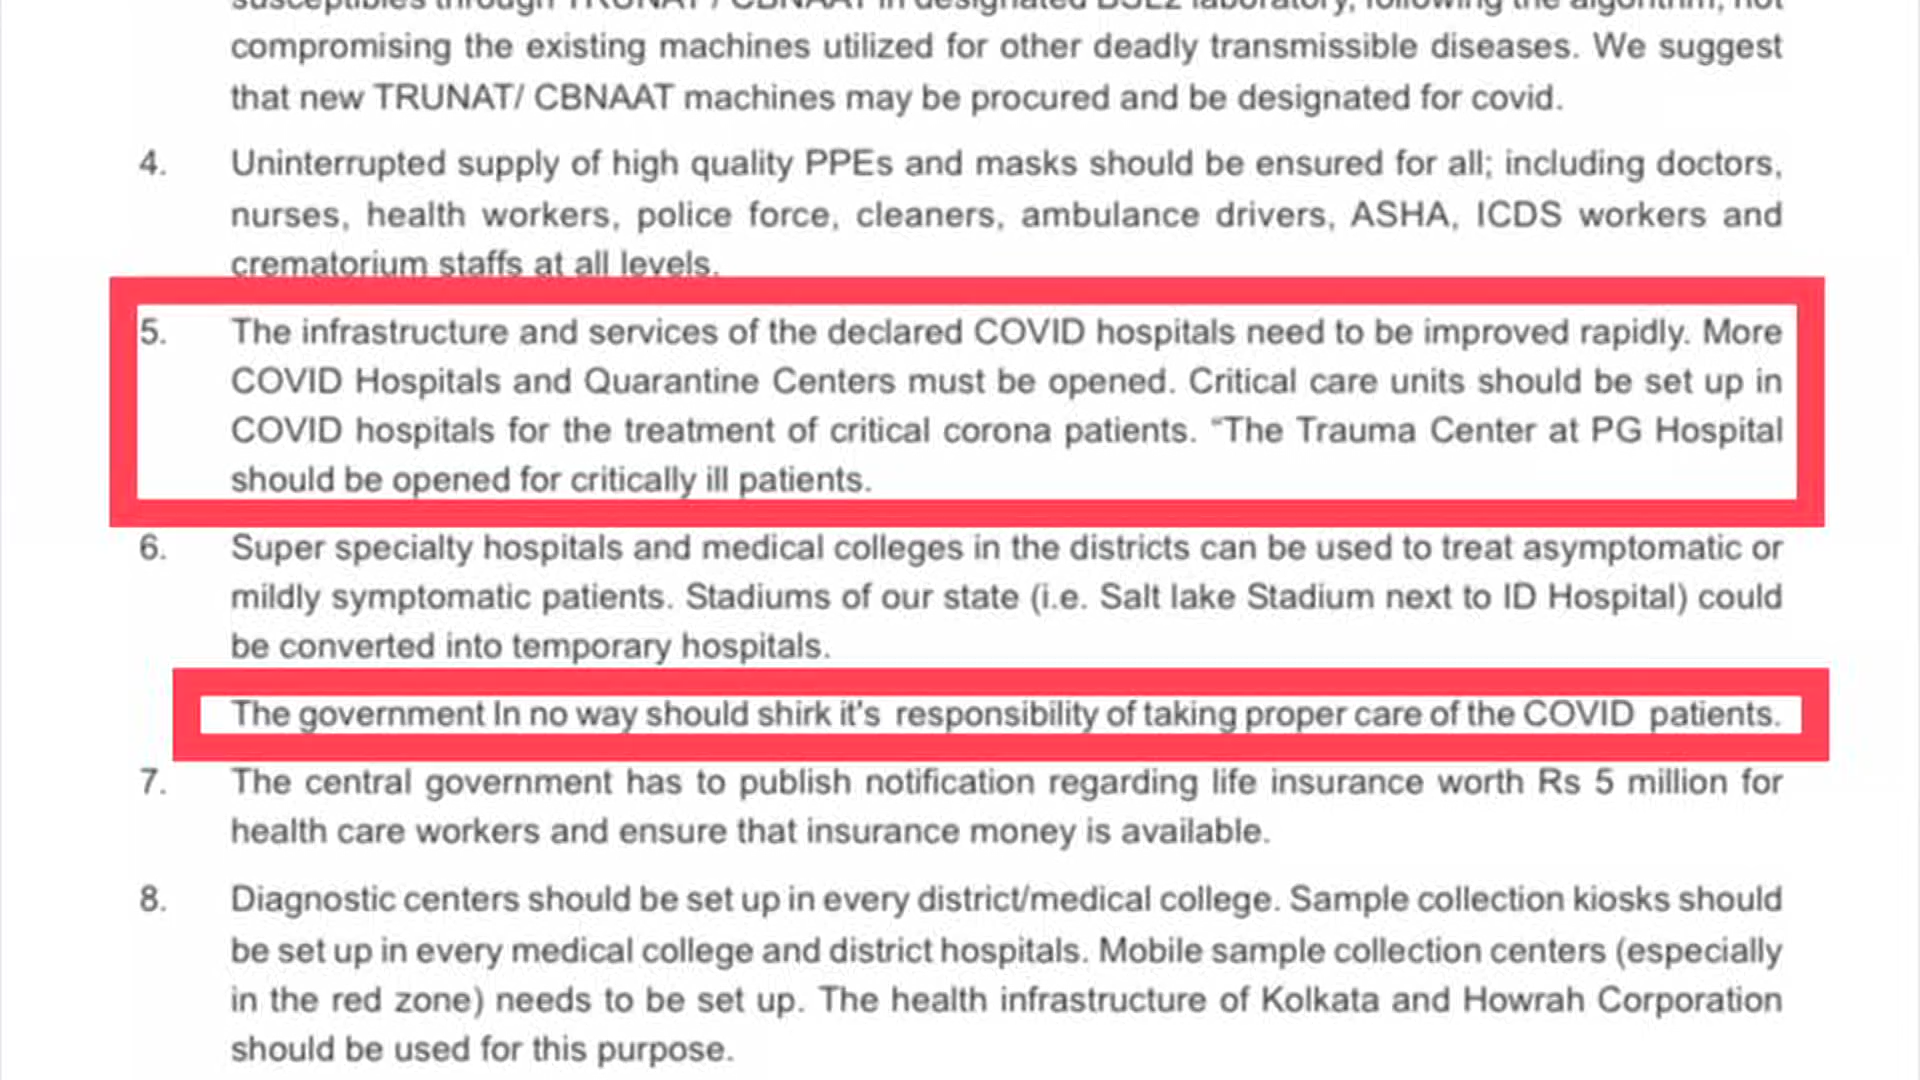 susceptibles through TRUNAT / CBNAAT in designated BSL2 laboratory, following the algorithm, not
compromising the existing machines utilized for other deadly transmissible diseases. We suggest
that new TRUNAT/ CBNAAT machines may be procured and be designated for covid.
4. Uninterrupted supply of high quality PPEs and masks should be ensured for all; including doctors,
nurses, health workers, police force, cleaners, ambulance drivers, ASHA, ICDS workers and
crematorium staffs at all levels.
5. The infrastructure and services of the declared COVID hospitals need to be improved rapidly. More
COVID Hospitals and Quarantine Centers must be opened. Critical care units should be set up in
COVID hospitals for the treatment of critical corona patients. “The Trauma Center at PG Hospital
should be opened for critically ill patients.
6. Super specialty hospitals and medical colleges in the districts can be used to treat asymptomatic or
mildly symptomatic patients. Stadiums of our state (i.e. Salt lake Stadium next to ID Hospital) could
be converted into temporary hospitals.
The government In no way should shirk it's responsibility of taking proper care of the COVID patients.
7. The central government has to publish notification regarding life insurance worth Rs 5 million for
health care workers and ensure that insurance money is available.
8. Diagnostic centers should be set up in every district/medical college. Sample collection kiosks should
be set up in every medical college and district hospitals. Mobile sample collection centers (especially
in the red zone) needs to be set up. The health infrastructure of Kolkata and Howrah Corporation
should be used for this purpose.